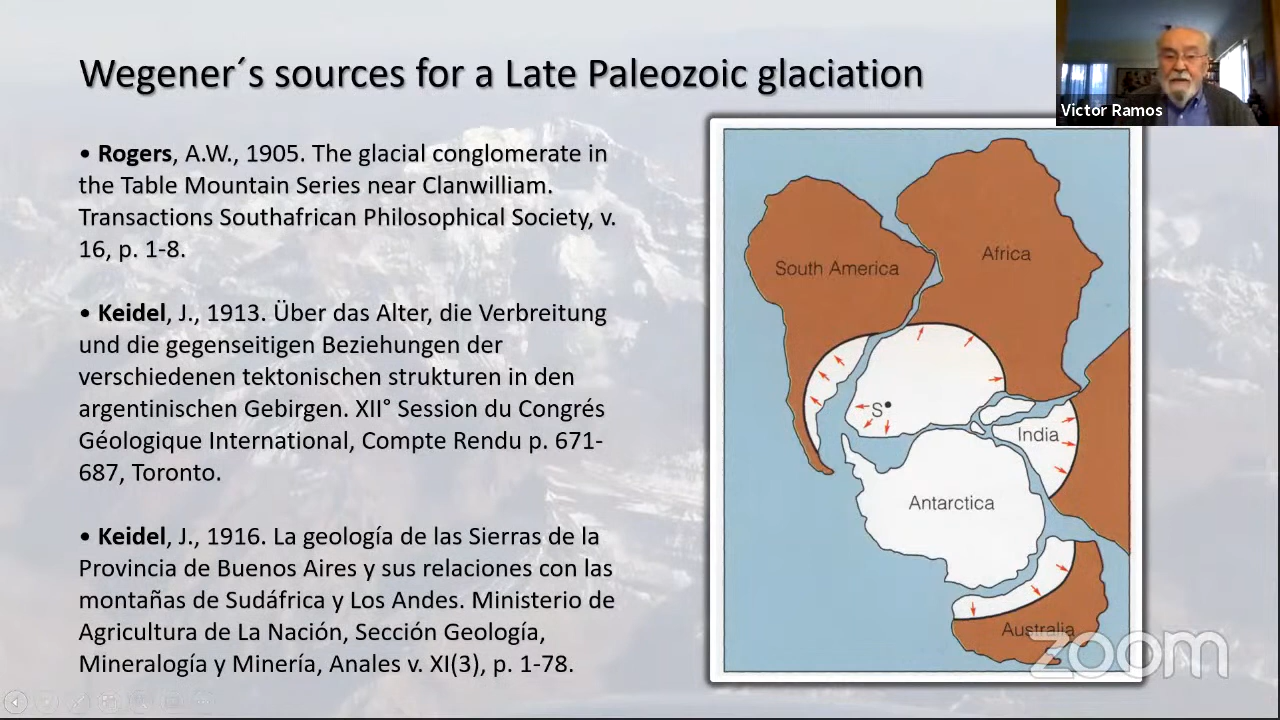 Wegener´s sources for a Late Paleozoic glaciation
Victor Ramos
• Rogers, A.W., 1905. The glacial conglomerate in
the Table Mountain Series near Clanwilliam.
Transactions Southafrican Philosophical Society, v.
16, p. 1-8.
• Keidel, J., 1913. Über das Alter, die Verbreitung
und die gegenseitigen Beziehungen der
verschiedenen tektonischen strukturen in den
argentinischen Gebirgen. XII° Session du Congrés
Géologique International, Compte Rendu p. 671-
687, Toronto.
• Keidel, J., 1916. La geología de las Sierras de la
Provincia de Buenos Aires y sus relaciones con las
montañas de Sudáfrica y Los Andes. Ministerio de
Agricultura de La Nación, Sección Geología,
Mineralogía y Minería, Anales v. XI(3), p. 1-78.
Africa
South America
S
India
Antarctica
Australia
zoom